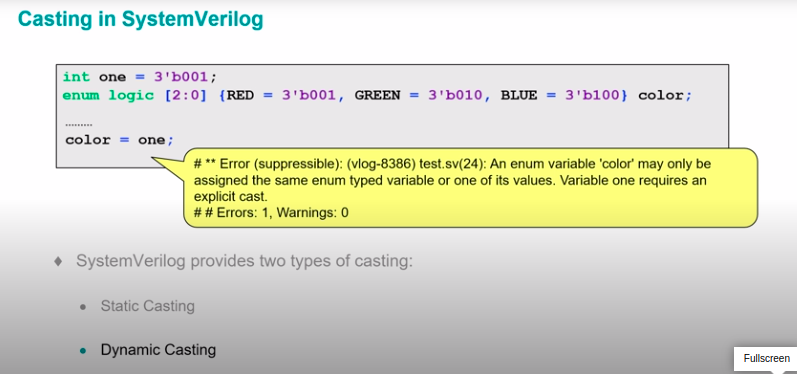 Casting in SystemVerilog
int one = 3'b001;
enum logic [2:0] {RED = 3'b001, GREEN = 3'b010, BLUE = 3'b100} color;
.........
color = one;
# ** Error (suppressible): (vlog-8386) test.sv(24): An enum variable 'color' may only be
assigned the same enum typed variable or one of its values. Variable one requires an
explicit cast.
# # Errors: 1, Warnings: 0
♦ SystemVerilog provides two types of casting:
• Static Casting
• Dynamic Casting
Fullscreen